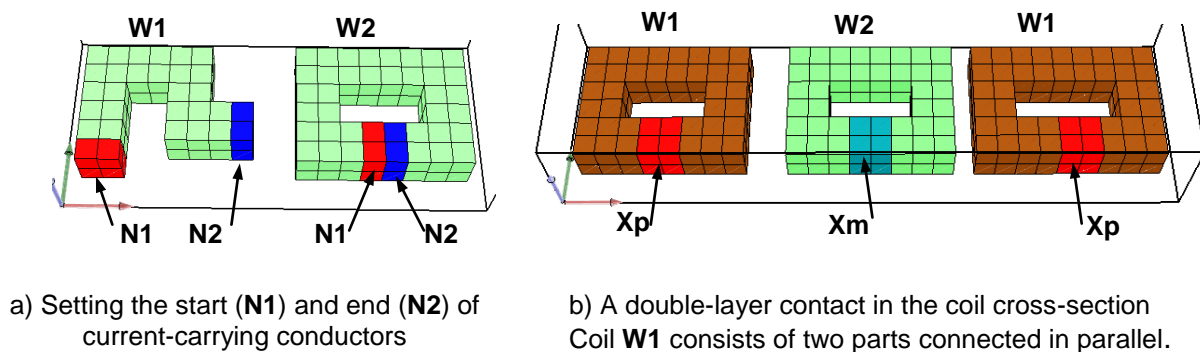 W1 W2 W1 W2 W1
N1 N2 N1 N2 Xp Xm Xp
a) Setting the start (N1) and end (N2) of
current-carrying conductors
b) A double-layer contact in the coil cross-section
Coil W1 consists of two parts connected in parallel.